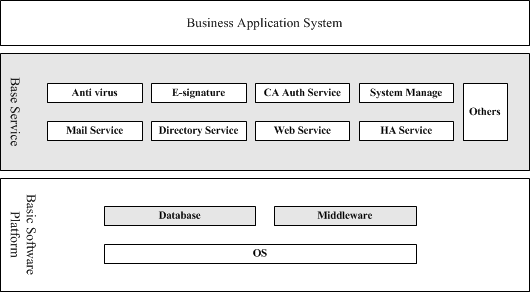 Business Application System
Base Service
Anti virus
E-signature
CA Auth Service
System Manage
Others
Mail Service
Directory Service
Web Service
HA Service
Basic Software
Platform
Database
Middleware
OS